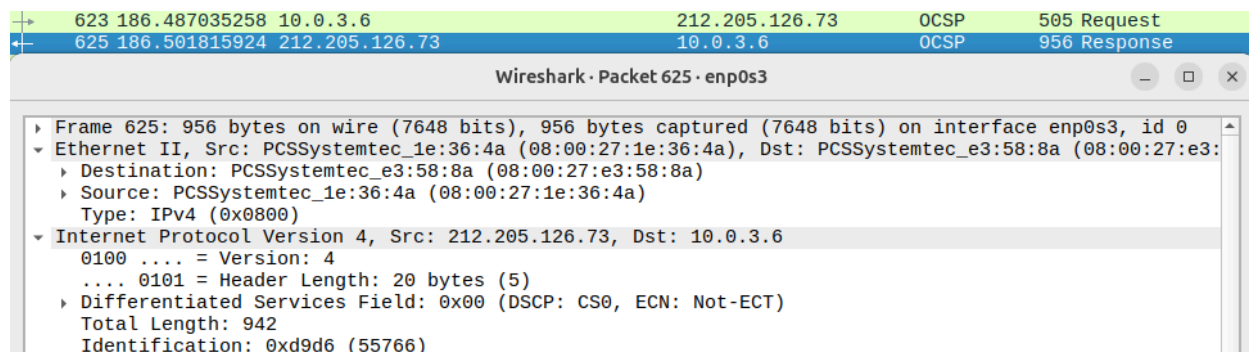 623 186.487035258 10.0.3.6 212.205.126.73 OCSP 505 Request
625 186.501815924 212.205.126.73 10.0.3.6 OCSP 956 Response
Wireshark · Packet 625 · enp0s3
Frame 625: 956 bytes on wire (7648 bits), 956 bytes captured (7648 bits) on interface enp0s3, id 0
Ethernet II, Src: PCSSystemtec_1e:36:4a (08:00:27:1e:36:4a), Dst: PCSSystemtec_e3:58:8a (08:00:27:e3:
Destination: PCSSystemtec_e3:58:8a (08:00:27:e3:58:8a)
Source: PCSSystemtec_1e:36:4a (08:00:27:1e:36:4a)
Type: IPv4 (0x0800)
Internet Protocol Version 4, Src: 212.205.126.73, Dst: 10.0.3.6
0100 .... = Version: 4
.... 0101 = Header Length: 20 bytes (5)
Differentiated Services Field: 0x00 (DSCP: CS0, ECN: Not-ECT)
Total Length: 942
Identification: 0xd9d6 (55766)